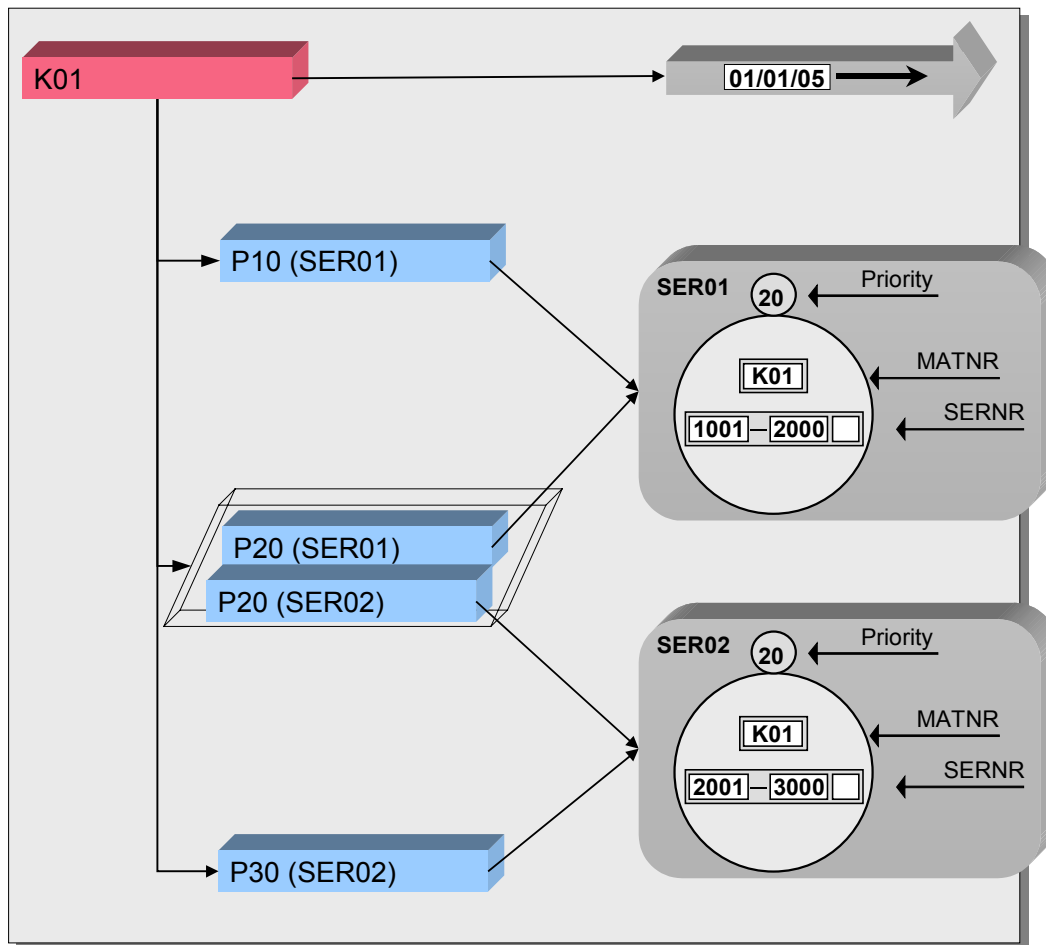 K01
01/01/05
P10 (SER01)
SER01
20
Priority
K01
MATNR
1001 – 2000
SERNR
P20 (SER01)
P20 (SER02)
SER02
20
Priority
K01
MATNR
2001 – 3000
SERNR
P30 (SER02)